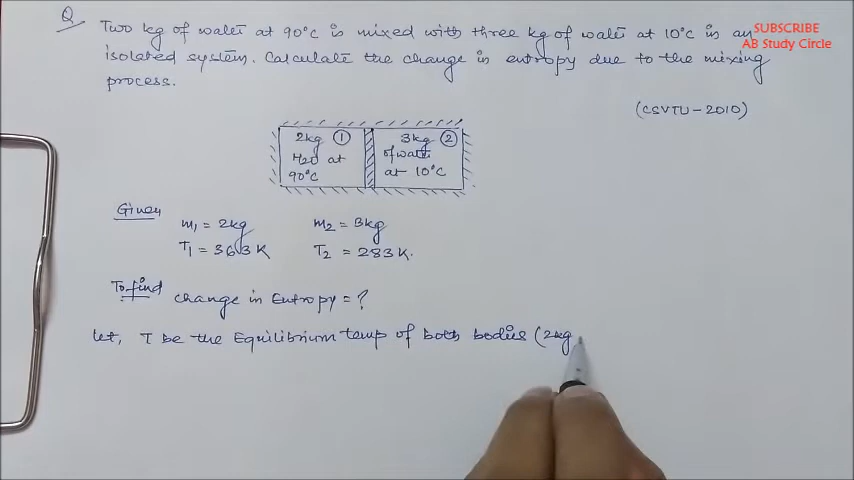 Q Two kg of water at 90°C is mixed with three kg of water at 10°C in an
isolated system. Calculate the change in entropy due to the mixing
process.
SUBSCRIBE
AB Study Circle
(CSVTU-2010)
2kg ①
H2O at
90°C
3kg ②
of water
at 10°C
Given
m1 = 2kg m2 = 3kg
T1 = 363 K T2 = 283 K.
To find
change in Entropy = ?
let, T be the Equilibrium temp of both bodies (2kg